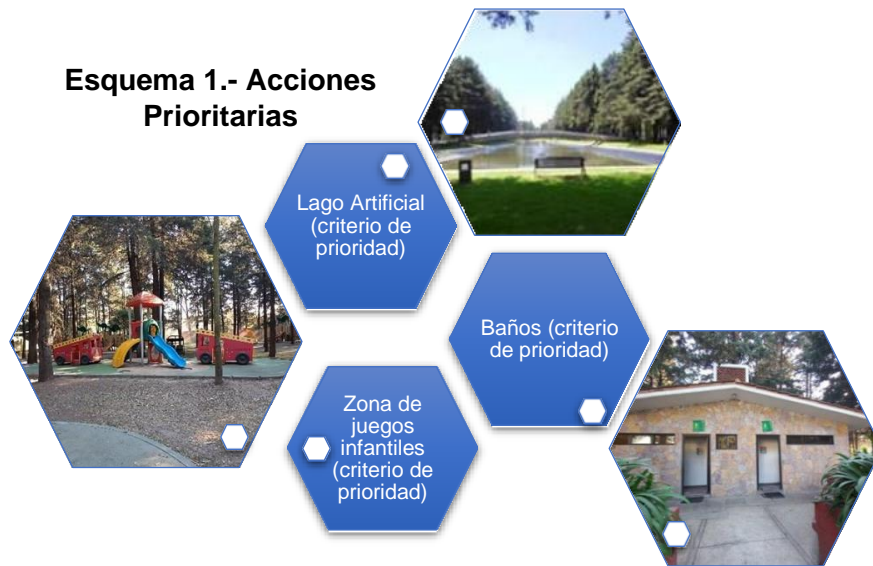 Esquema 1.- Acciones
Prioritarias
Lago Artificial
(criterio de
prioridad)
Baños (criterio
de prioridad)
Zona de
juegos
infantiles
(criterio de
prioridad)